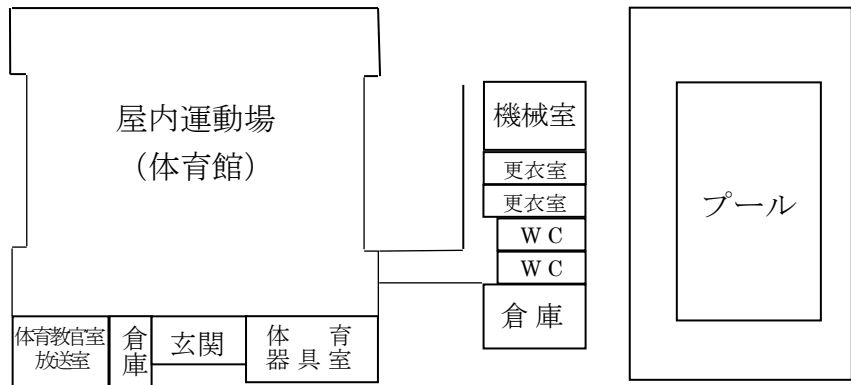 屋内運動場
（体育館）
機械室
更衣室
更衣室
ＷＣ
ＷＣ
倉庫
プール
体育教官室
放送室
倉庫
玄関
体育
器具室